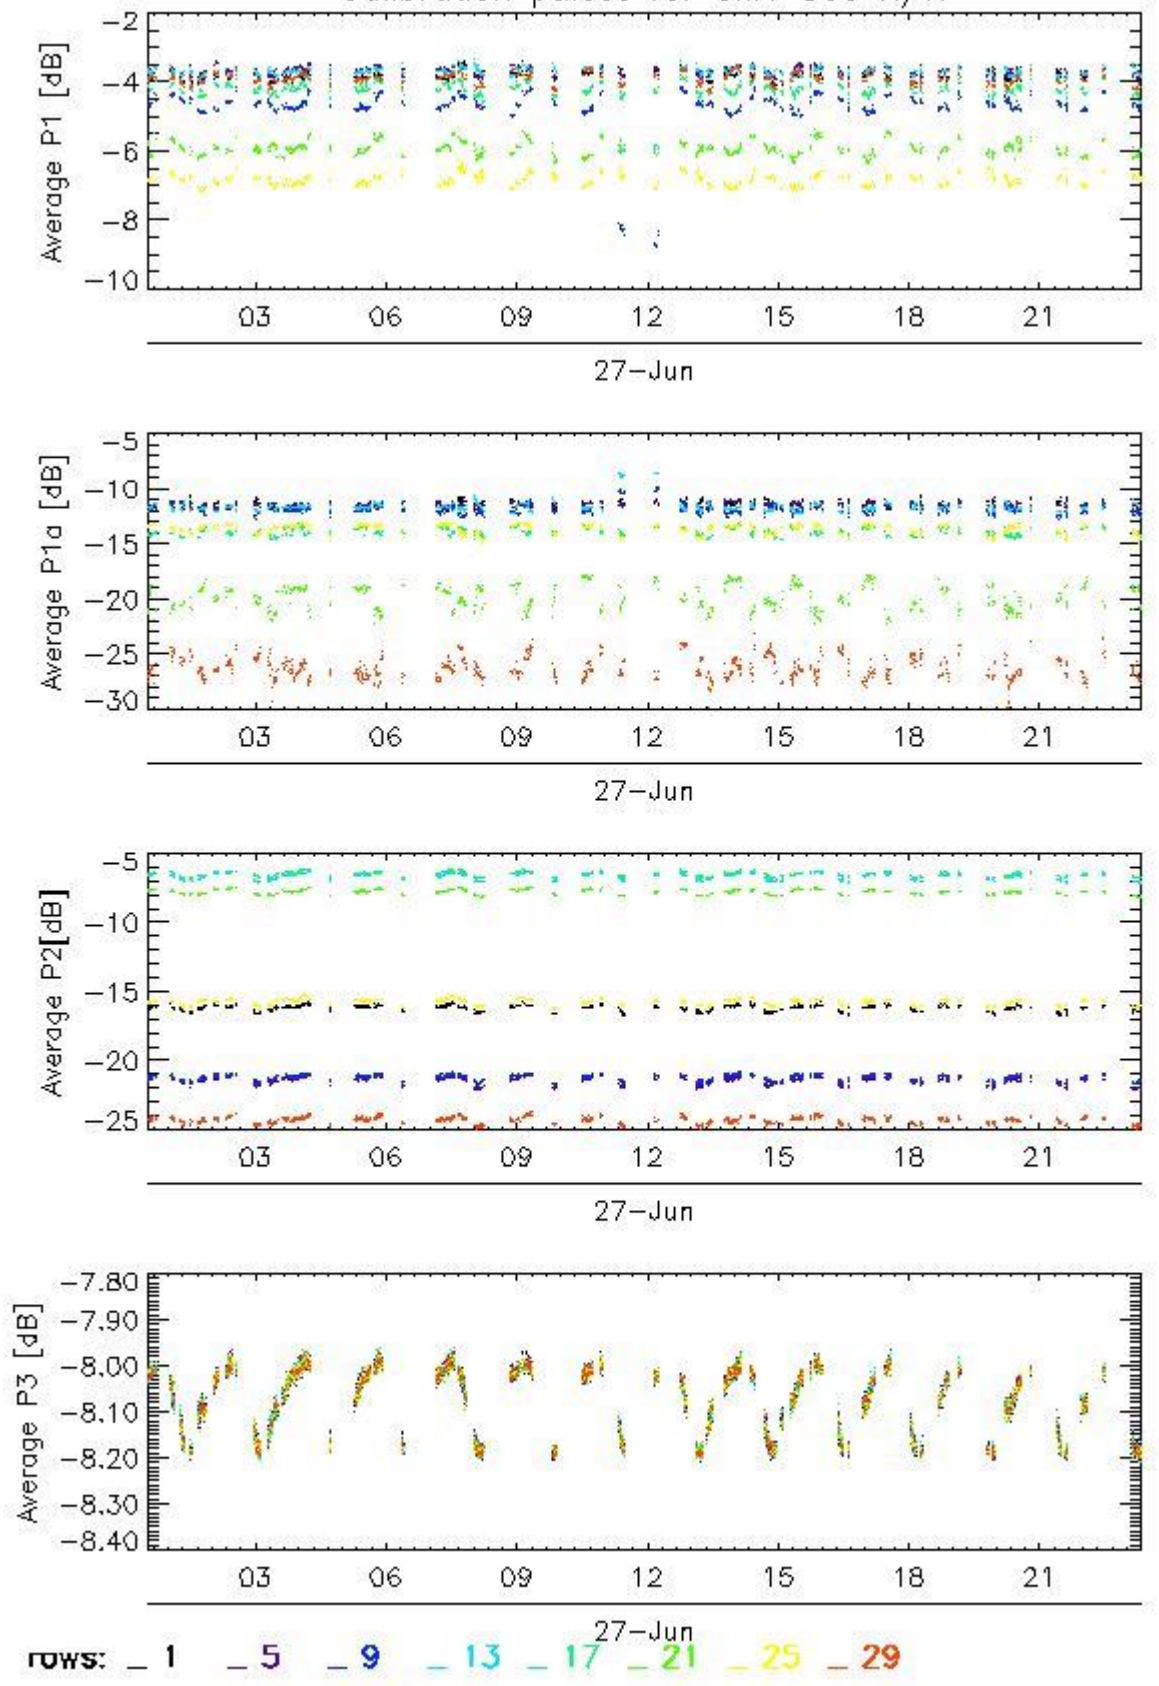 Average P1 [dB]
-2
-4
-6
-8
-10
03 06 09 12 15 18 21
27-Jun
Average P1a [dB]
-5
-10
-15
-20
-25
-30
03 06 09 12 15 18 21
27-Jun
Average P2[dB]
-5
-10
-15
-20
-25
03 06 09 12 15 18 21
27-Jun
Average P3 [dB]
-7.80
-7.90
-8.00
-8.10
-8.20
-8.30
-8.40
03 06 09 12 15 18 21
27-Jun
rows: _ 1 _ 5 _ 9 _ 13 _ 17 _ 21 _ 25 _ 29